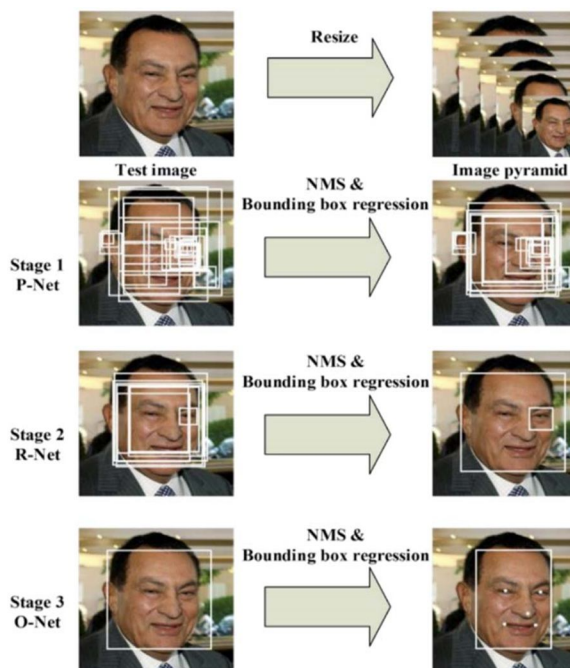 Resize
Test image
Image pyramid
NMS &
Bounding box regression
Stage 1
P-Net
NMS &
Bounding box regression
Stage 2
R-Net
NMS &
Bounding box regression
Stage 3
O-Net